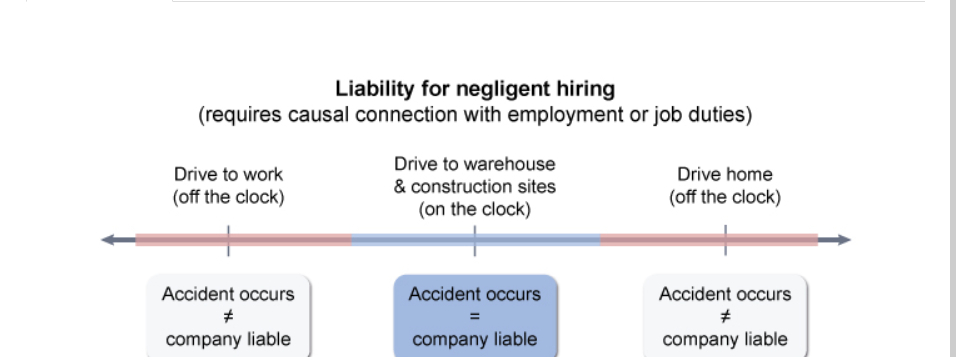 Liability for negligent hiring
(requires causal connection with employment or job duties)
Drive to work
(off the clock)
Drive to warehouse
& construction sites
(on the clock)
Drive home
(off the clock)
Accident occurs
≠
company liable
Accident occurs
=
company liable
Accident occurs
≠
company liable